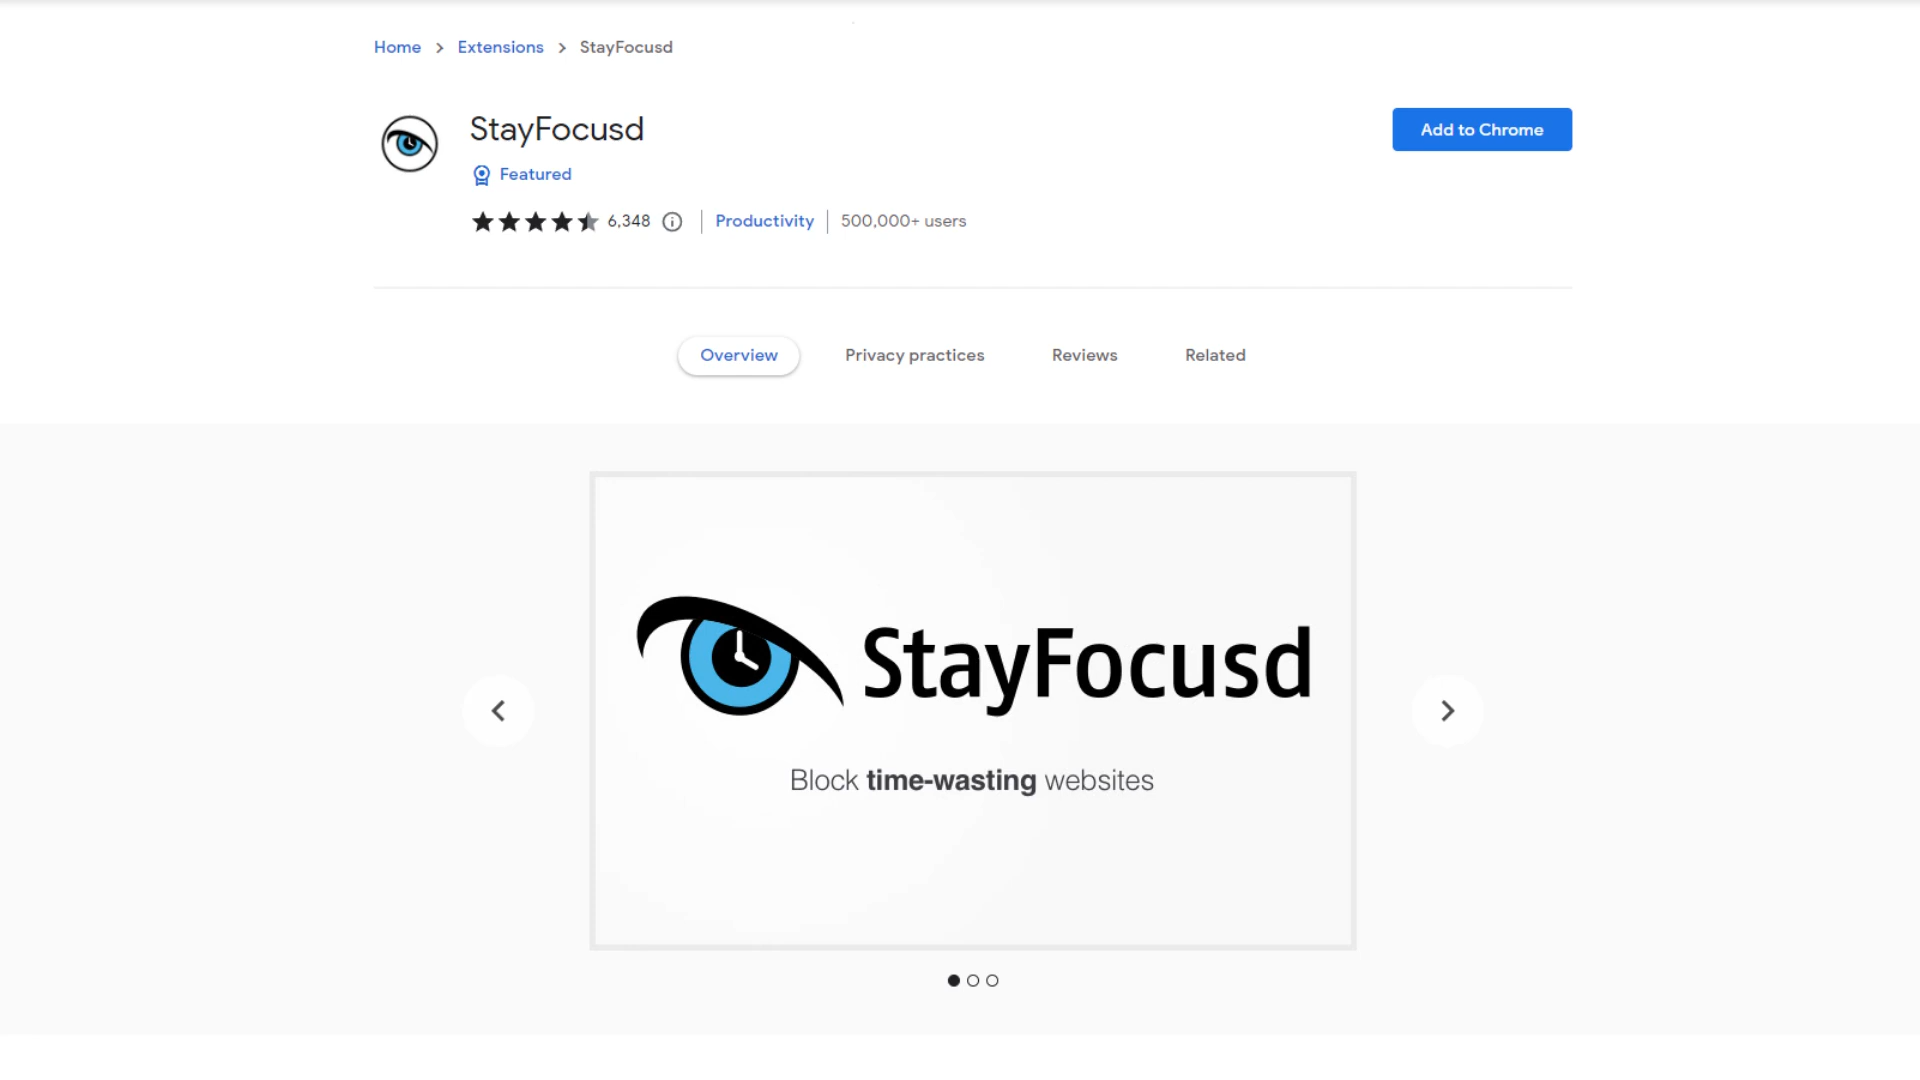 Home > Extensions > StayFocusd
StayFocusd
Add to Chrome
Featured
6,348
Productivity
500,000+ users
Overview
Privacy practices
Reviews
Related
StayFocusd
Block time-wasting websites